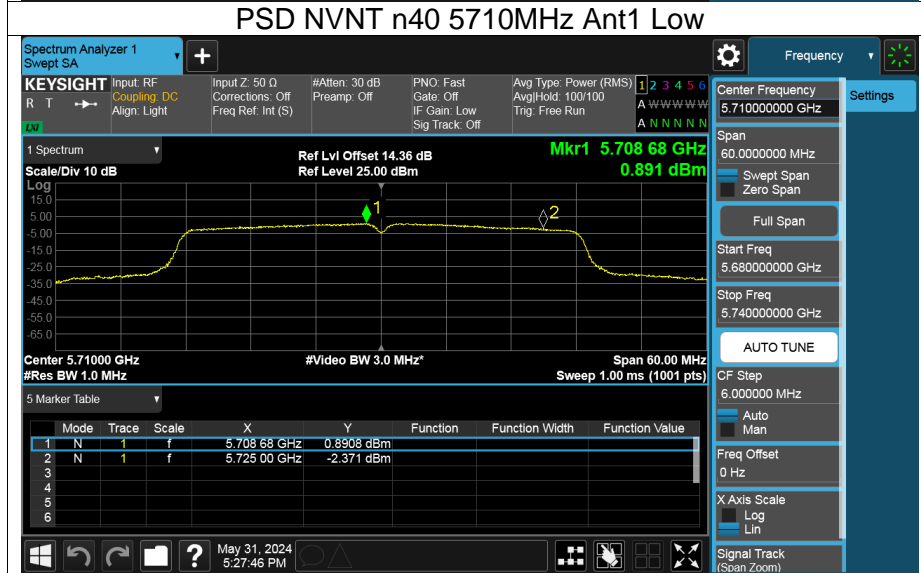 PSD NVNT n40 5710MHz Ant1 Low
Spectrum Analyzer 1
Swept SA
+
Frequency
KEYSIGHT
R T
LXI
Input: RF
Coupling: DC
Align: Light
Input Z: 50 Ω
Corrections: Off
Freq Ref: Int (S)
#Atten: 30 dB
Preamp: Off
PNO: Fast
Gate: Off
IF Gain: Low
Sig Track: Off
Avg Type: Power (RMS)
Avg|Hold: 100/100
Trig: Free Run
1 2 3 4 5 6
A W W W W W
A N N N N N
Center Frequency
5.710000000 GHz
Settings
1 Spectrum
Scale/Div 10 dB
Ref Lvl Offset 14.36 dB
Ref Level 25.00 dBm
Mkr1 5.708 68 GHz
0.891 dBm
Span
60.0000000 MHz
Swept Span
Zero Span
Full Span
Start Freq
5.680000000 GHz
Stop Freq
5.740000000 GHz
AUTO TUNE
CF Step
6.000000 MHz
Auto
Man
Freq Offset
0 Hz
X Axis Scale
Log
Lin
Signal Track
(Span Zoom)
Log
15.0
5.00
-5.00
-15.0
-25.0
-35.0
-45.0
-55.0
-65.0
1
2
Center 5.71000 GHz
#Res BW 1.0 MHz
#Video BW 3.0 MHz*
Span 60.00 MHz
Sweep 1.00 ms (1001 pts)
5 Marker Table
Mode Trace Scale X Y Function Function Width Function Value
1 N 1 f 5.708 68 GHz 0.8908 dBm
2 N 1 f 5.725 00 GHz -2.371 dBm
3
4
5
6
?
May 31, 2024
5:27:46 PM